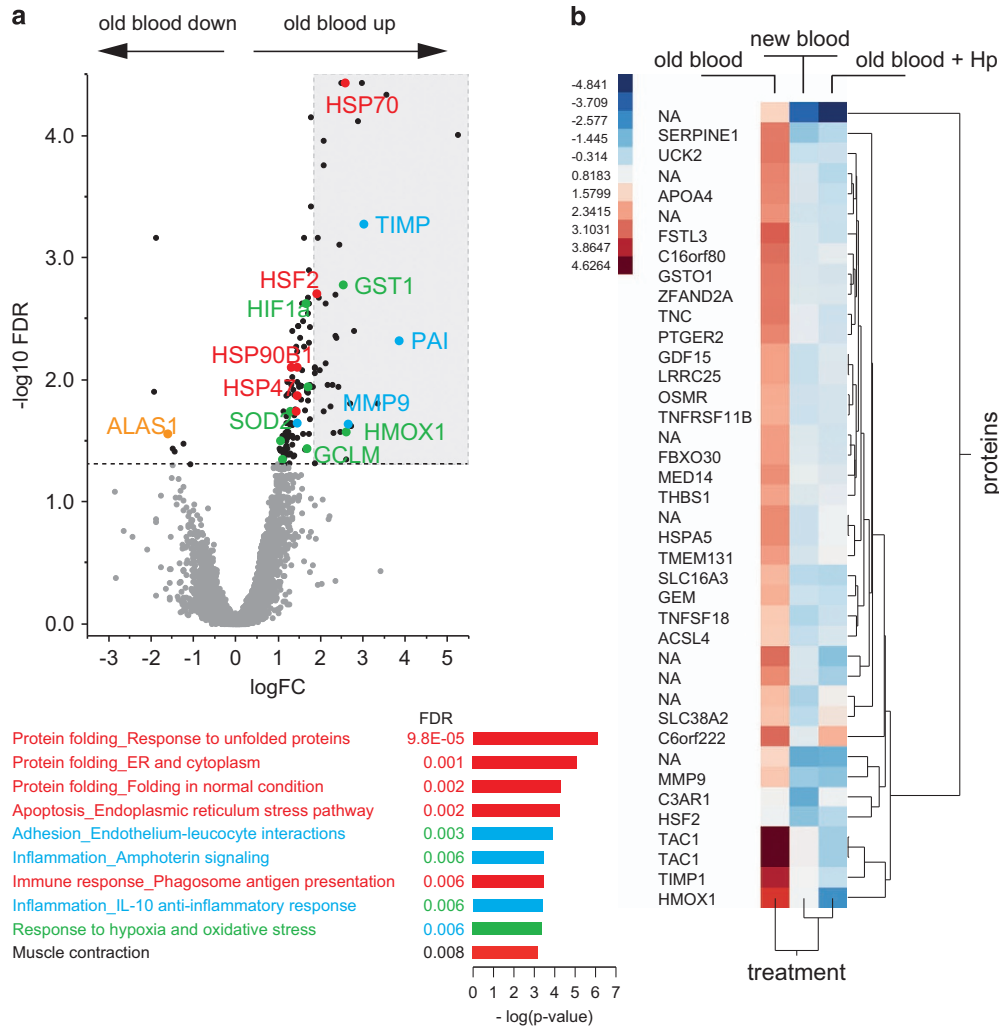 a
old blood down
old blood up
-log10 FDR
4.0
3.0
2.0
1.0
0.0
HSP70
TIMP
HSF2
GST1
HIF1a
PAI
HSP90B1
HSP47
MMP9
ALAS1
SOD2
HMOX1
GCLM
-3 -2 -1 0 1 2 3 4 5
logFC
FDR
Protein folding_Response to unfolded proteins 9.8E-05
Protein folding_ER and cytoplasm 0.001
Protein folding_Folding in normal condition 0.002
Apoptosis_Endoplasmic reticulum stress pathway 0.002
Adhesion_Endothelium-leucocyte interactions 0.003
Inflammation_Amphoterin signaling 0.006
Immune response_Phagosome antigen presentation 0.006
Inflammation_IL-10 anti-inflammatory response 0.006
Response to hypoxia and oxidative stress 0.006
Muscle contraction 0.008
0 1 2 3 4 5 6 7
- log(p-value)
b
new blood
old blood
old blood + Hp
-4.841
-3.709
-2.577
-1.445
-0.314
0.8183
1.5799
2.3415
3.1031
3.8647
4.6264
NA
SERPINE1
UCK2
NA
APOA4
NA
FSTL3
C16orf80
GSTO1
ZFAND2A
TNC
PTGER2
GDF15
LRRC25
OSMR
TNFRSF11B
NA
FBXO30
MED14
THBS1
NA
HSPA5
TMEM131
SLC16A3
GEM
TNFSF18
ACSL4
NA
NA
NA
SLC38A2
C6orf222
NA
MMP9
C3AR1
HSF2
TAC1
TAC1
TIMP1
HMOX1
proteins
treatment